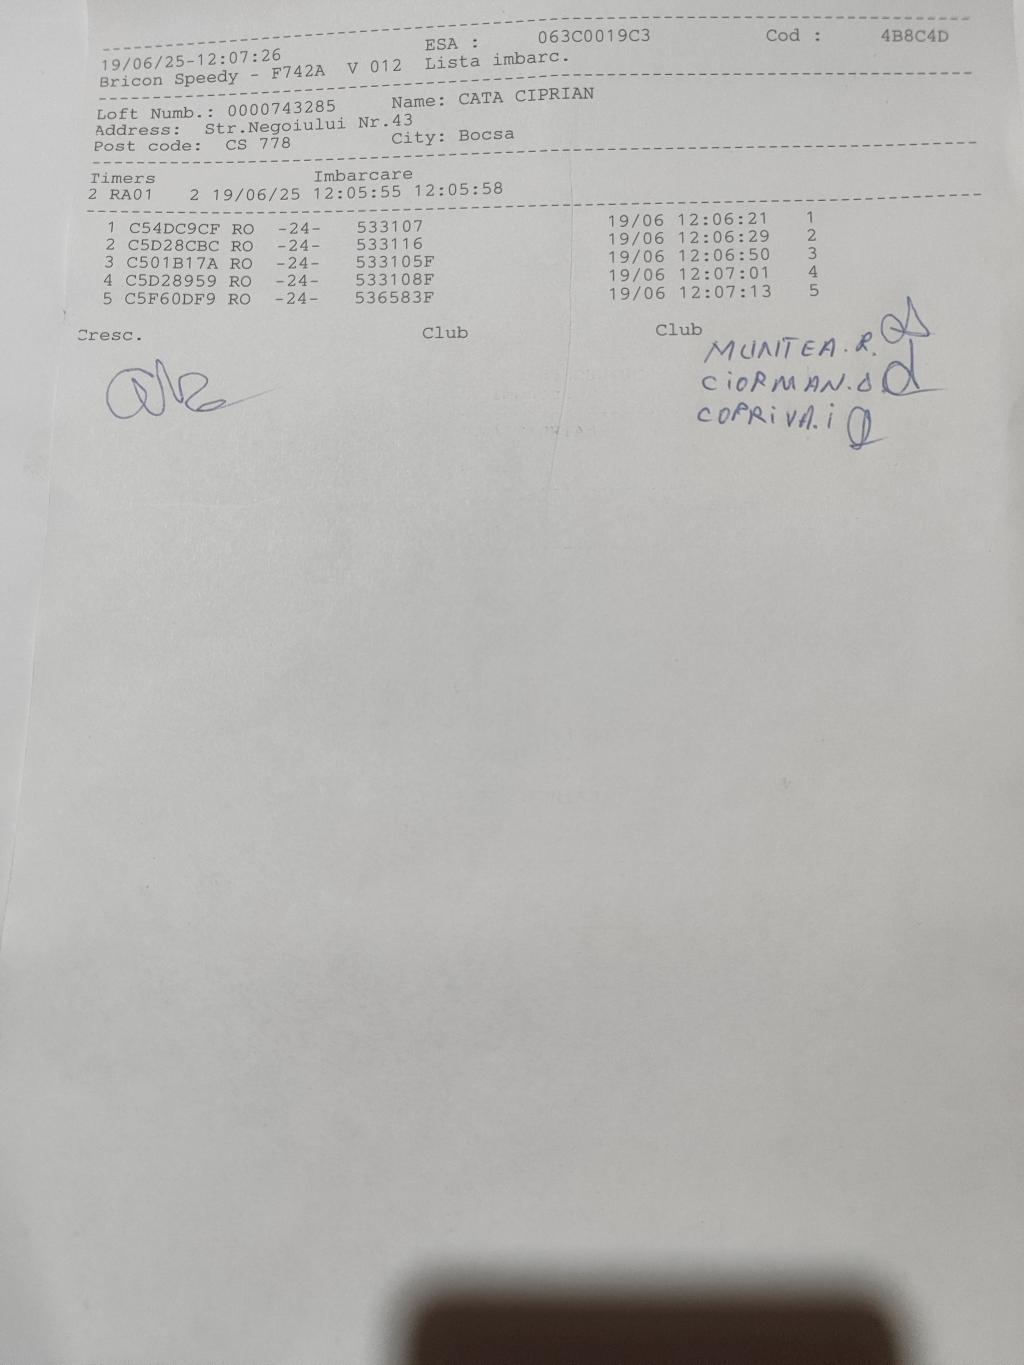 19/06/25-12:07:26 ESA : 063C0019C3 Cod : 4B8C4D
Bricon Speedy - F742A V 012 Lista imbarc.
Loft Numb.: 0000743285 Name: CATA CIPRIAN
Address: Str.Negoiului Nr.43
Post code: CS 778 City: Bocsa
Timers Imbarcare
2 RA01 2 19/06/25 12:05:55 12:05:58
1 C54DC9CF RO -24- 533107 19/06 12:06:21 1
2 C5D28CBC RO -24- 533116 19/06 12:06:29 2
3 C501B17A RO -24- 533105F 19/06 12:06:50 3
4 C5D28959 RO -24- 533108F 19/06 12:07:01 4
5 C5F60DF9 RO -24- 536583F 19/06 12:07:13 5
Cresc. Club Club
MUNTEA.R.
CiORMAN.
COPRiVA.i